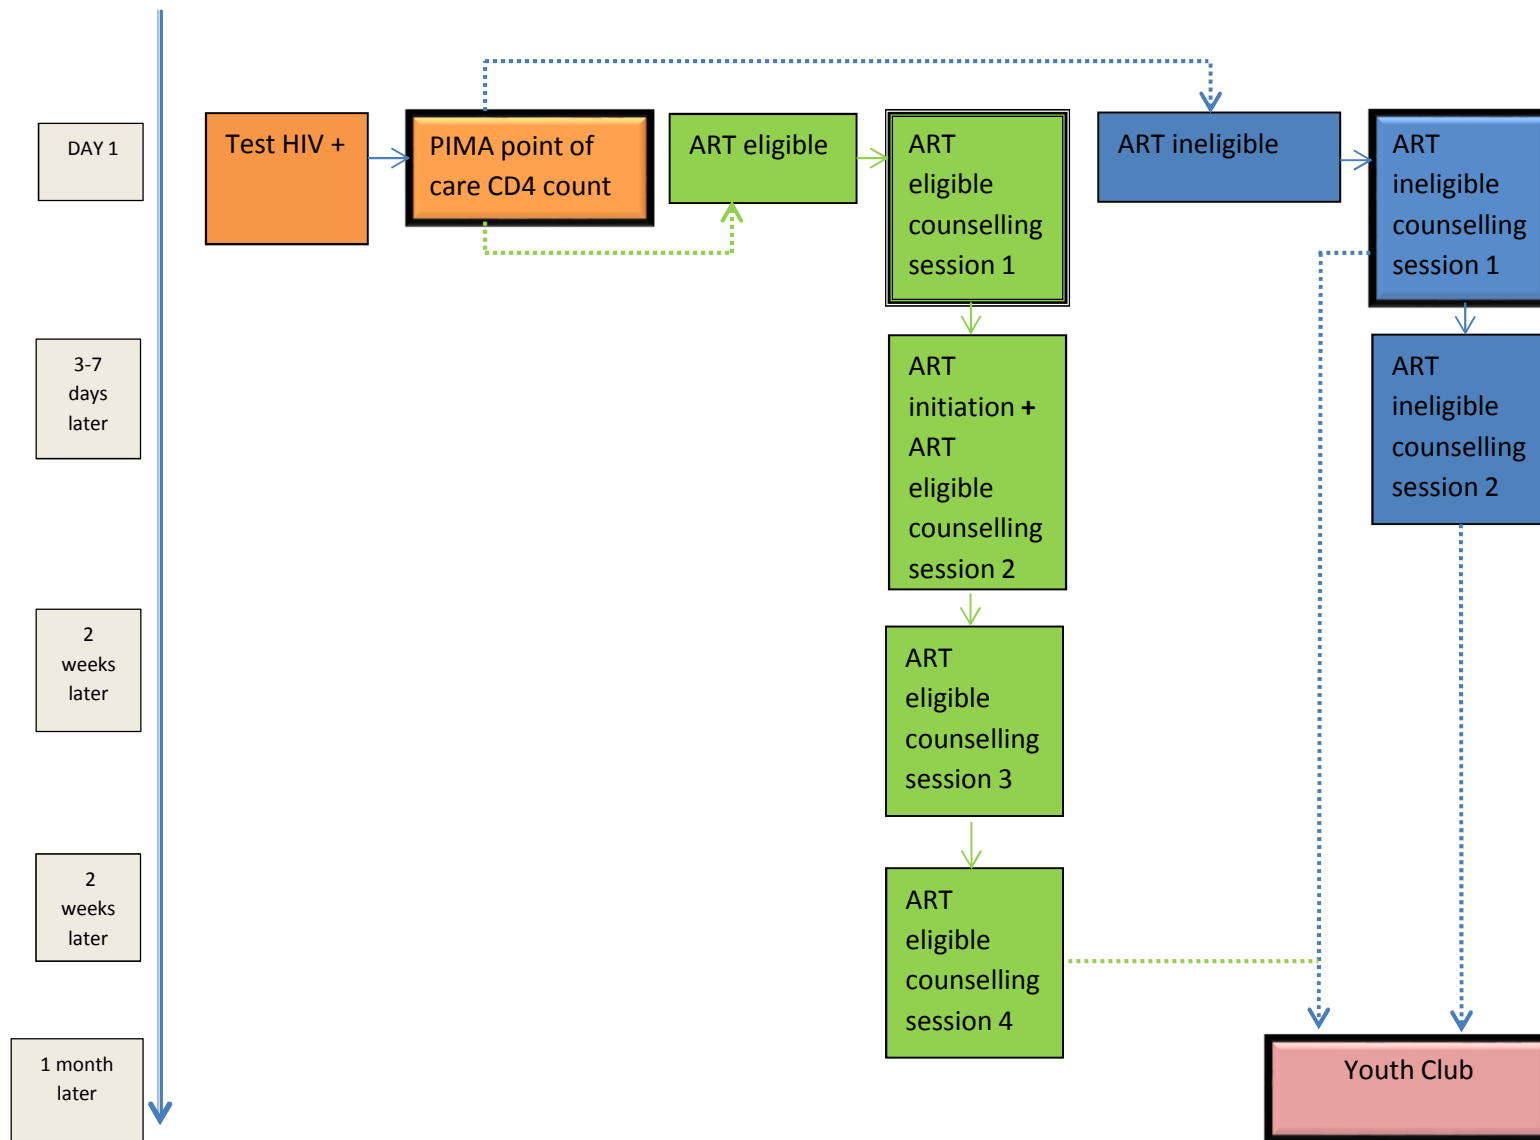 DAY 1
Test HIV +
PIMA point of
care CD4 count
ART eligible
ART
eligible
counselling
session 1
ART ineligible
ART
ineligible
counselling
session 1
3-7
days
later
ART
initiation +
ART
eligible
counselling
session 2
ART
ineligible
counselling
session 2
2
weeks
later
ART
eligible
counselling
session 3
2
weeks
later
ART
eligible
counselling
session 4
1 month
later
Youth Club